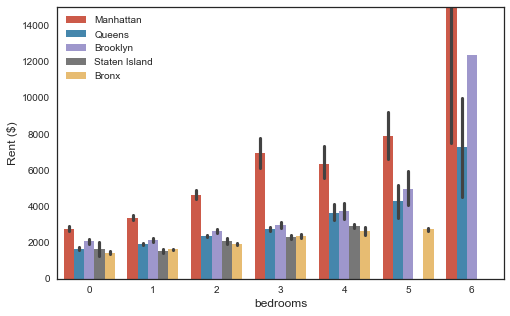 Manhattan
Queens
Brooklyn
Staten Island
Bronx
14000
12000
10000
8000
6000
4000
2000
0
Rent ($)
0 1 2 3 4 5 6
bedrooms